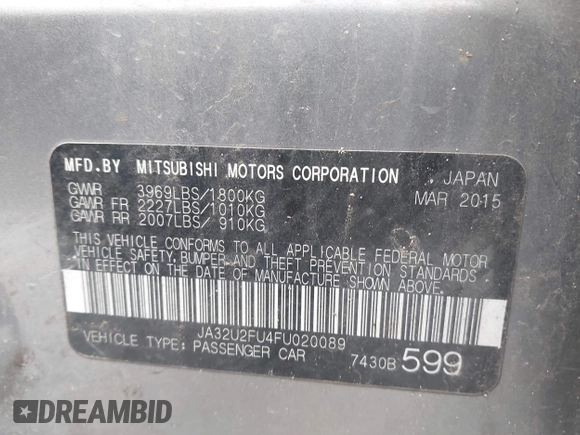 MFD.BY MITSUBISHI MOTORS CORPORATION JAPAN
GVWR 3969LBS/1800KG MAR 2015
GAWR FR 2227LBS/1010KG
GAWR RR 2007LBS/ 910KG
THIS VEHICLE CONFORMS TO ALL APPLICABLE FEDERAL MOTOR
VEHICLE SAFETY, BUMPER AND THEFT PREVENTION STANDARDS
IN EFFECT ON THE DATE OF MANUFACTURE SHOWN ABOVE.
JA32U2FU4FU020089
VEHICLE TYPE: PASSENGER CAR 7430B 599
DREAMBID